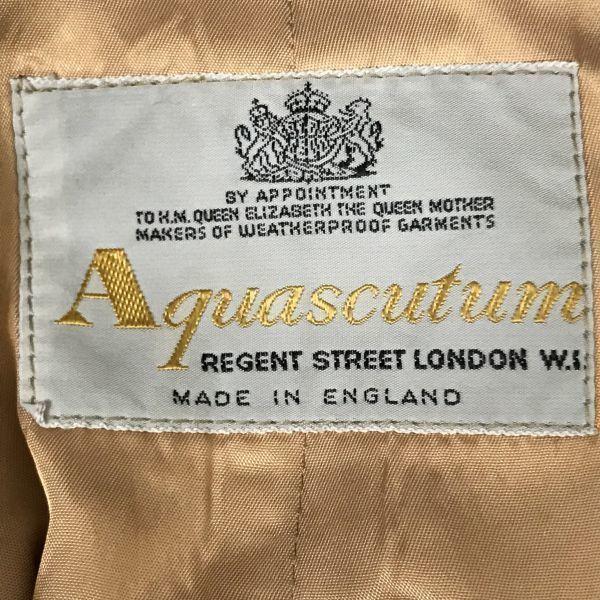 BY APPOINTMENT
TO H.M. QUEEN ELIZABETH THE QUEEN MOTHER
MAKERS OF WEATHERPROOF GARMENTS
Aquascutum
REGENT STREET LONDON W.1.
MADE IN ENGLAND